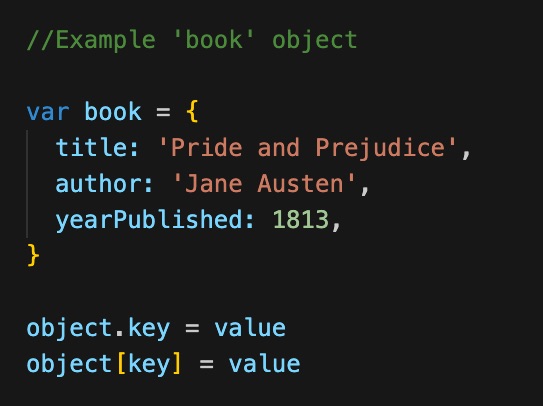 //Example 'book' object
var book = {
title: 'Pride and Prejudice',
author: 'Jane Austen',
yearPublished: 1813,
}
object.key = value
object[key] = value